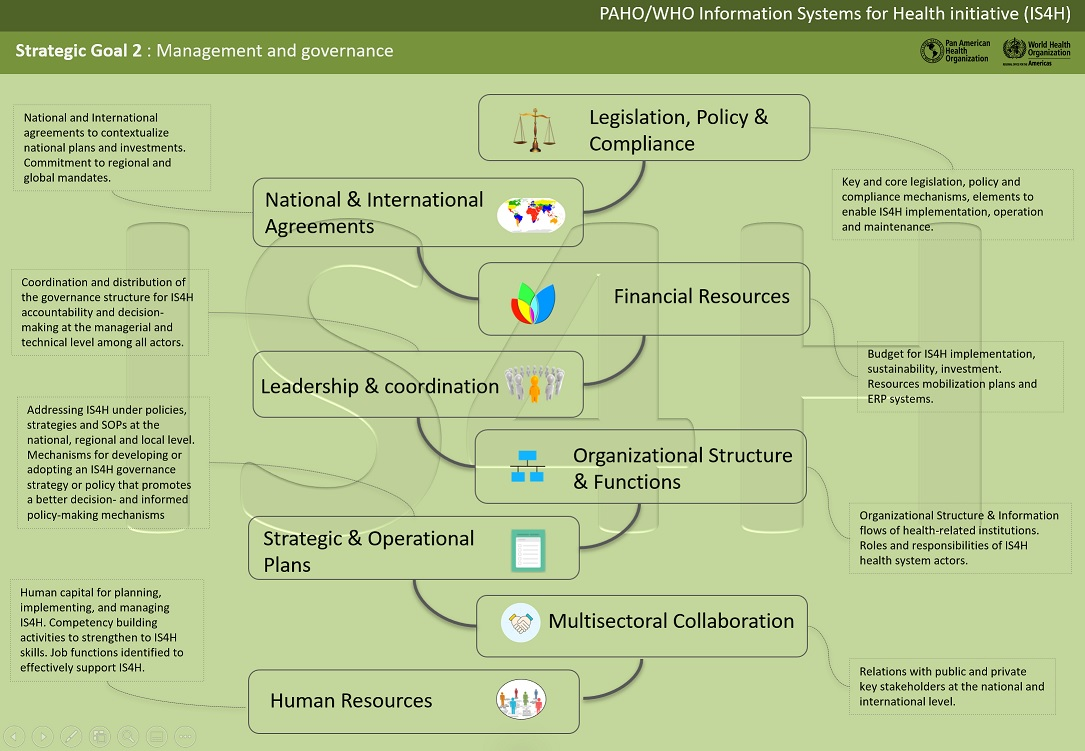 PAHO/WHO Information Systems for Health initiative (IS4H)
Strategic Goal 2 : Management and governance
Pan American
Health
Organization
World Health
Organization
Americas
Legislation, Policy &
Compliance
Key and core legislation, policy and
compliance mechanisms, elements to
enable IS4H implementation, operation
and maintenance.
National and International
agreements to contextualize
national plans and investments.
Commitment to regional and
global mandates.
National & International
Agreements
Financial Resources
Budget for IS4H implementation,
sustainability, investment.
Resources mobilization plans and
ERP systems.
Coordination and distribution of
the governance structure for IS4H
accountability and decision-
making at the managerial and
technical level among all actors.
Leadership & coordination
Organizational Structure
& Functions
Organizational Structure & Information
flows of health-related institutions.
Roles and responsibilities of IS4H
health system actors.
Addressing IS4H under policies,
strategies and SOPs at the
national, regional and local level.
Mechanisms for developing or
adopting an IS4H governance
strategy or policy that promotes
a better decision- and informed
policy-making mechanisms
Strategic & Operational
Plans
Multisectoral Collaboration
Relations with public and private
key stakeholders at the national and
international level.
Human capital for planning,
implementing, and managing
IS4H. Competency building
activities to strengthen to IS4H
skills. Job functions identified to
effectively support IS4H.
Human Resources
IS4H